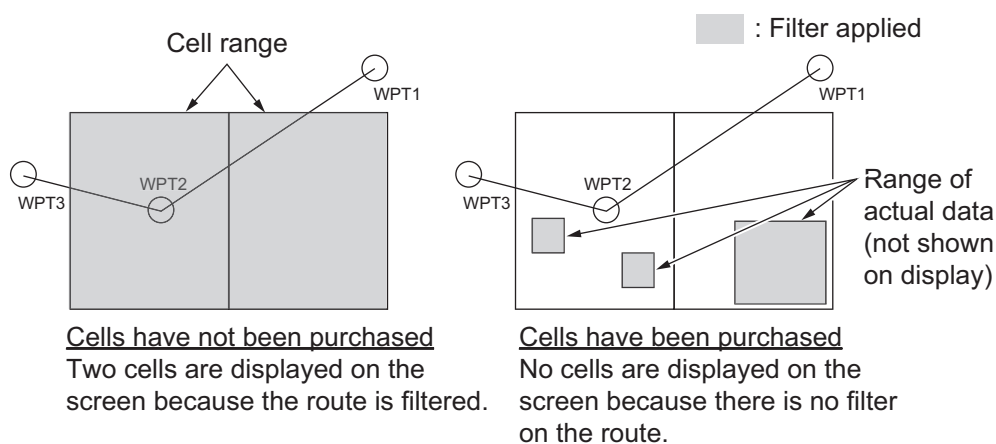 : Filter applied
Cell range
WPT1
WPT2
WPT3
WPT1
WPT2
WPT3
Range of
actual data
(not shown
on display)
Cells have not been purchased
Two cells are displayed on the
screen because the route is filtered.
Cells have been purchased
No cells are displayed on the
screen because there is no filter
on the route.